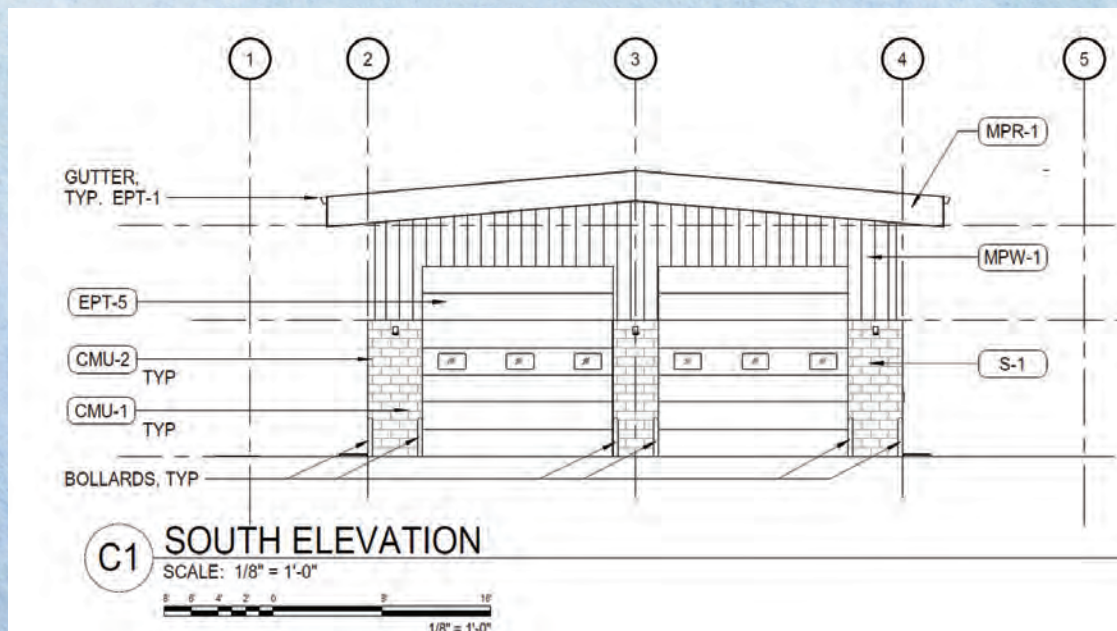 1 2 3 4 5
MPR-1
GUTTER,
TYP. EPT-1
MPW-1
EPT-5
CMU-2
TYP
S-1
CMU-1
TYP
BOLLARDS, TYP
C1 SOUTH ELEVATION
SCALE: 1/8" = 1'-0"
8' 6' 4' 2' 0 8' 16'
1/8" = 1'-0"